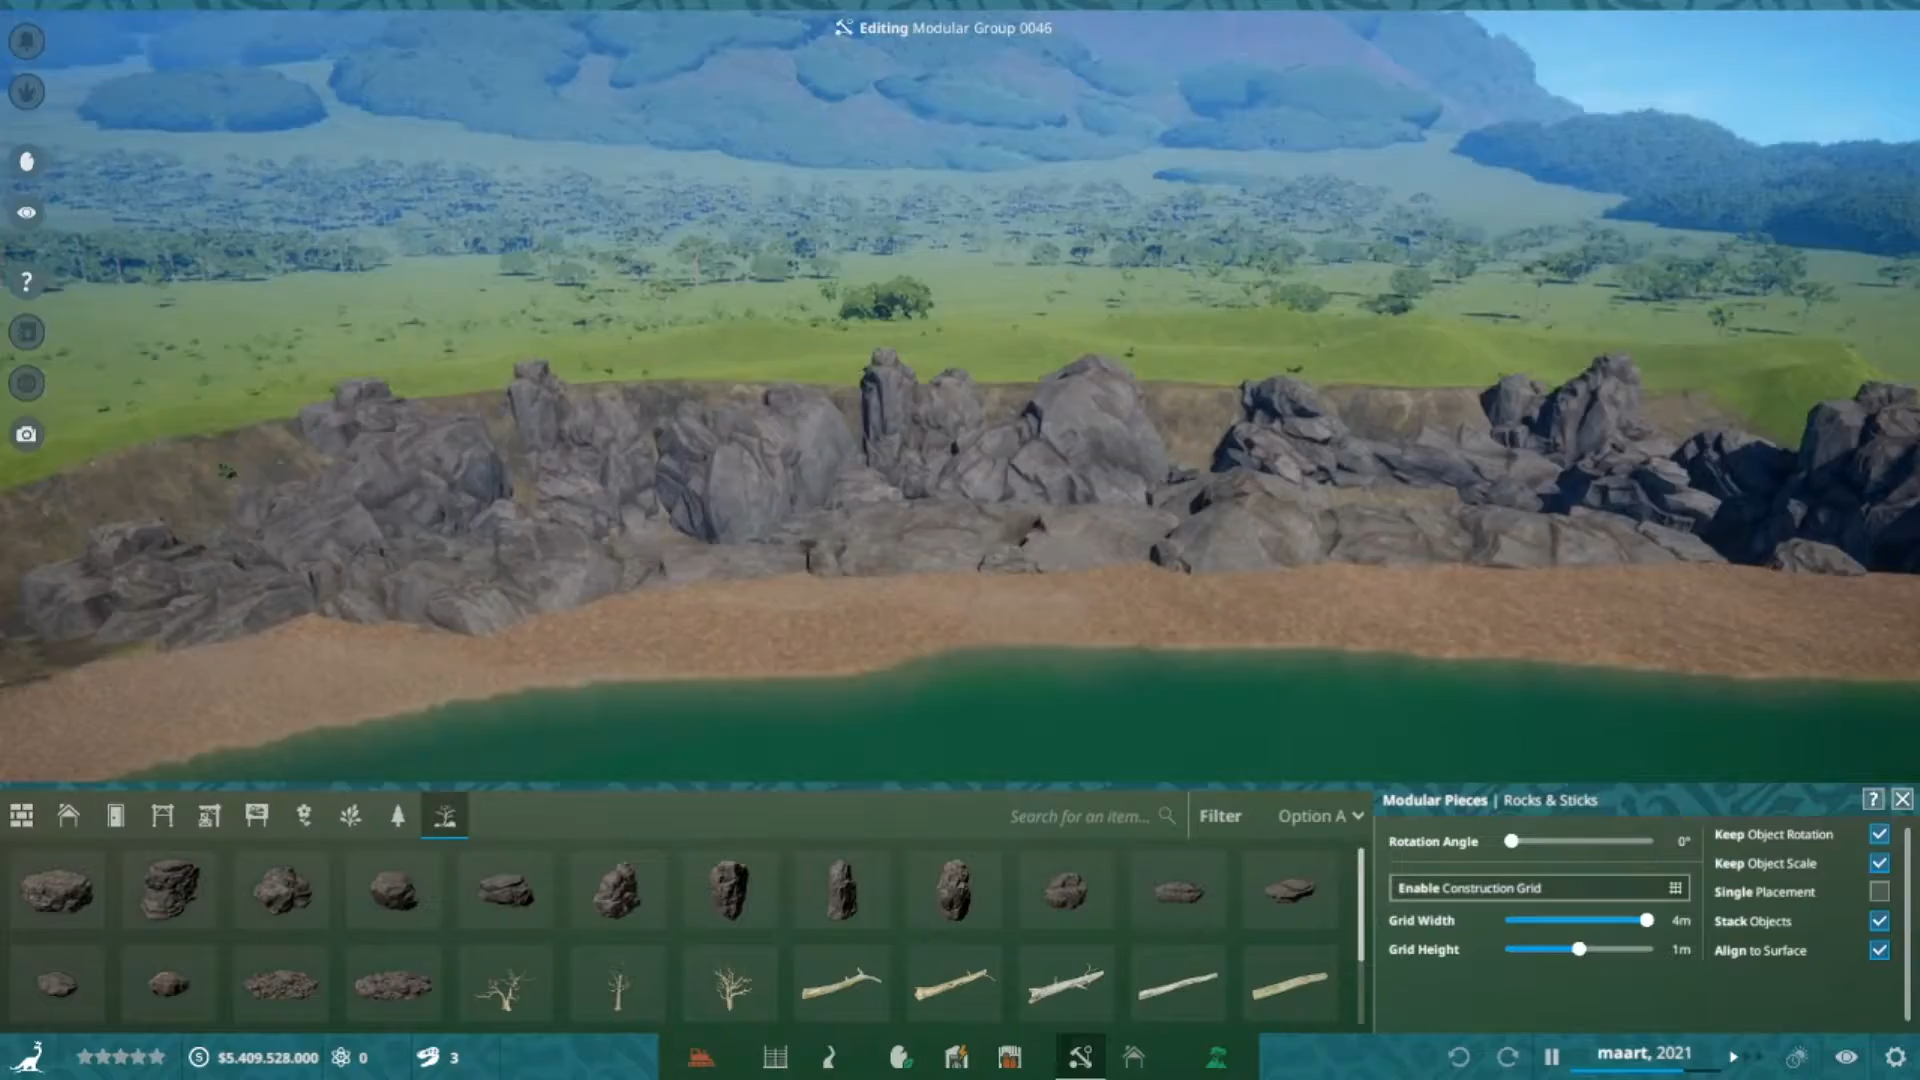 Editing Modular Group 0046
?
Search for an item...
Filter
Option A
Modular Pieces | Rocks & Sticks
?
Rotation Angle
0°
Enable Construction Grid
Grid Width
4m
Grid Height
1m
Keep Object Rotation
Keep Object Scale
Single Placement
Stack Objects
Align to Surface
$5.409.528.000
0
3
maart, 2021